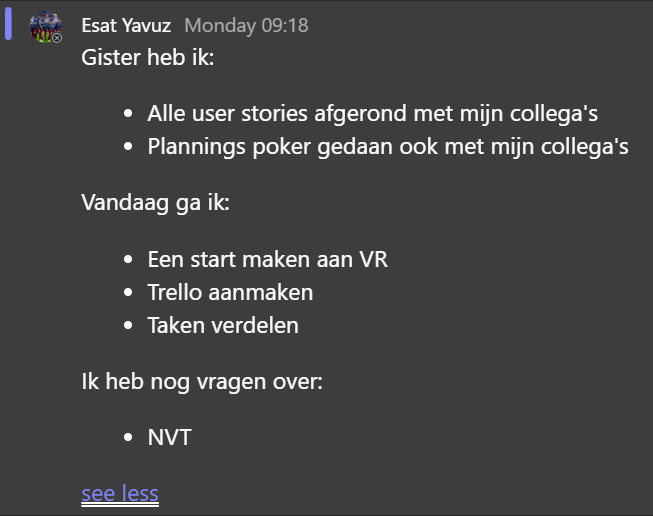 Esat Yavuz Monday 09:18
Gister heb ik:
• Alle user stories afgerond met mijn collega's
• Plannings poker gedaan ook met mijn collega's
Vandaag ga ik:
• Een start maken aan VR
• Trello aanmaken
• Taken verdelen
Ik heb nog vragen over:
• NVT
see less